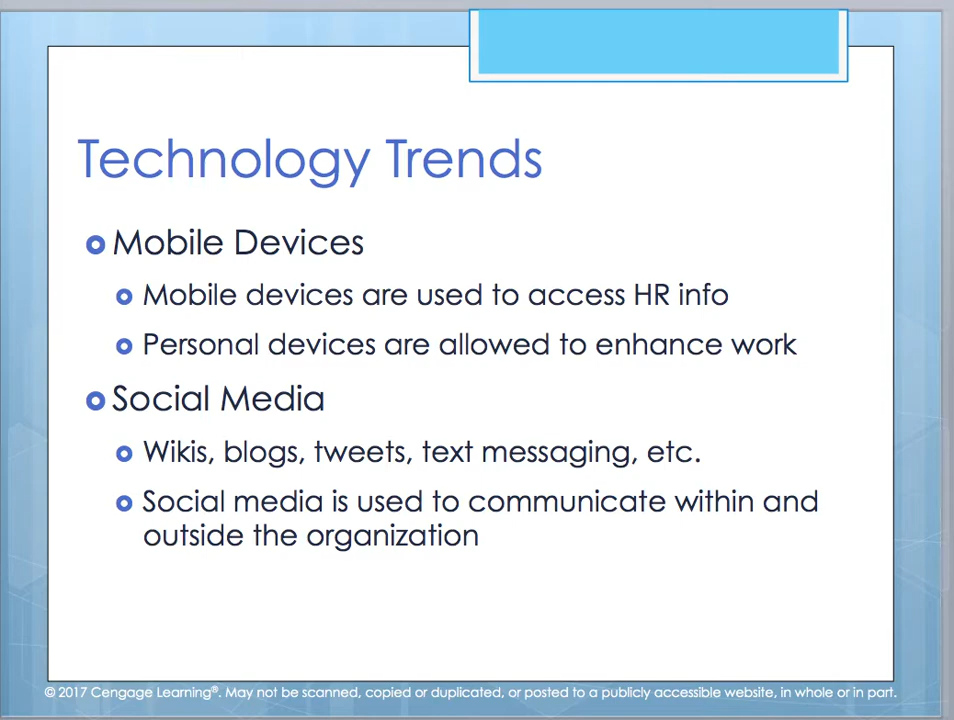 Technology Trends
Mobile Devices
Mobile devices are used to access HR info
Personal devices are allowed to enhance work
Social Media
Wikis, blogs, tweets, text messaging, etc.
Social media is used to communicate within and
outside the organization
© 2017 Cengage Learning®. May not be scanned, copied or duplicated, or posted to a publicly accessible website, in whole or in part.